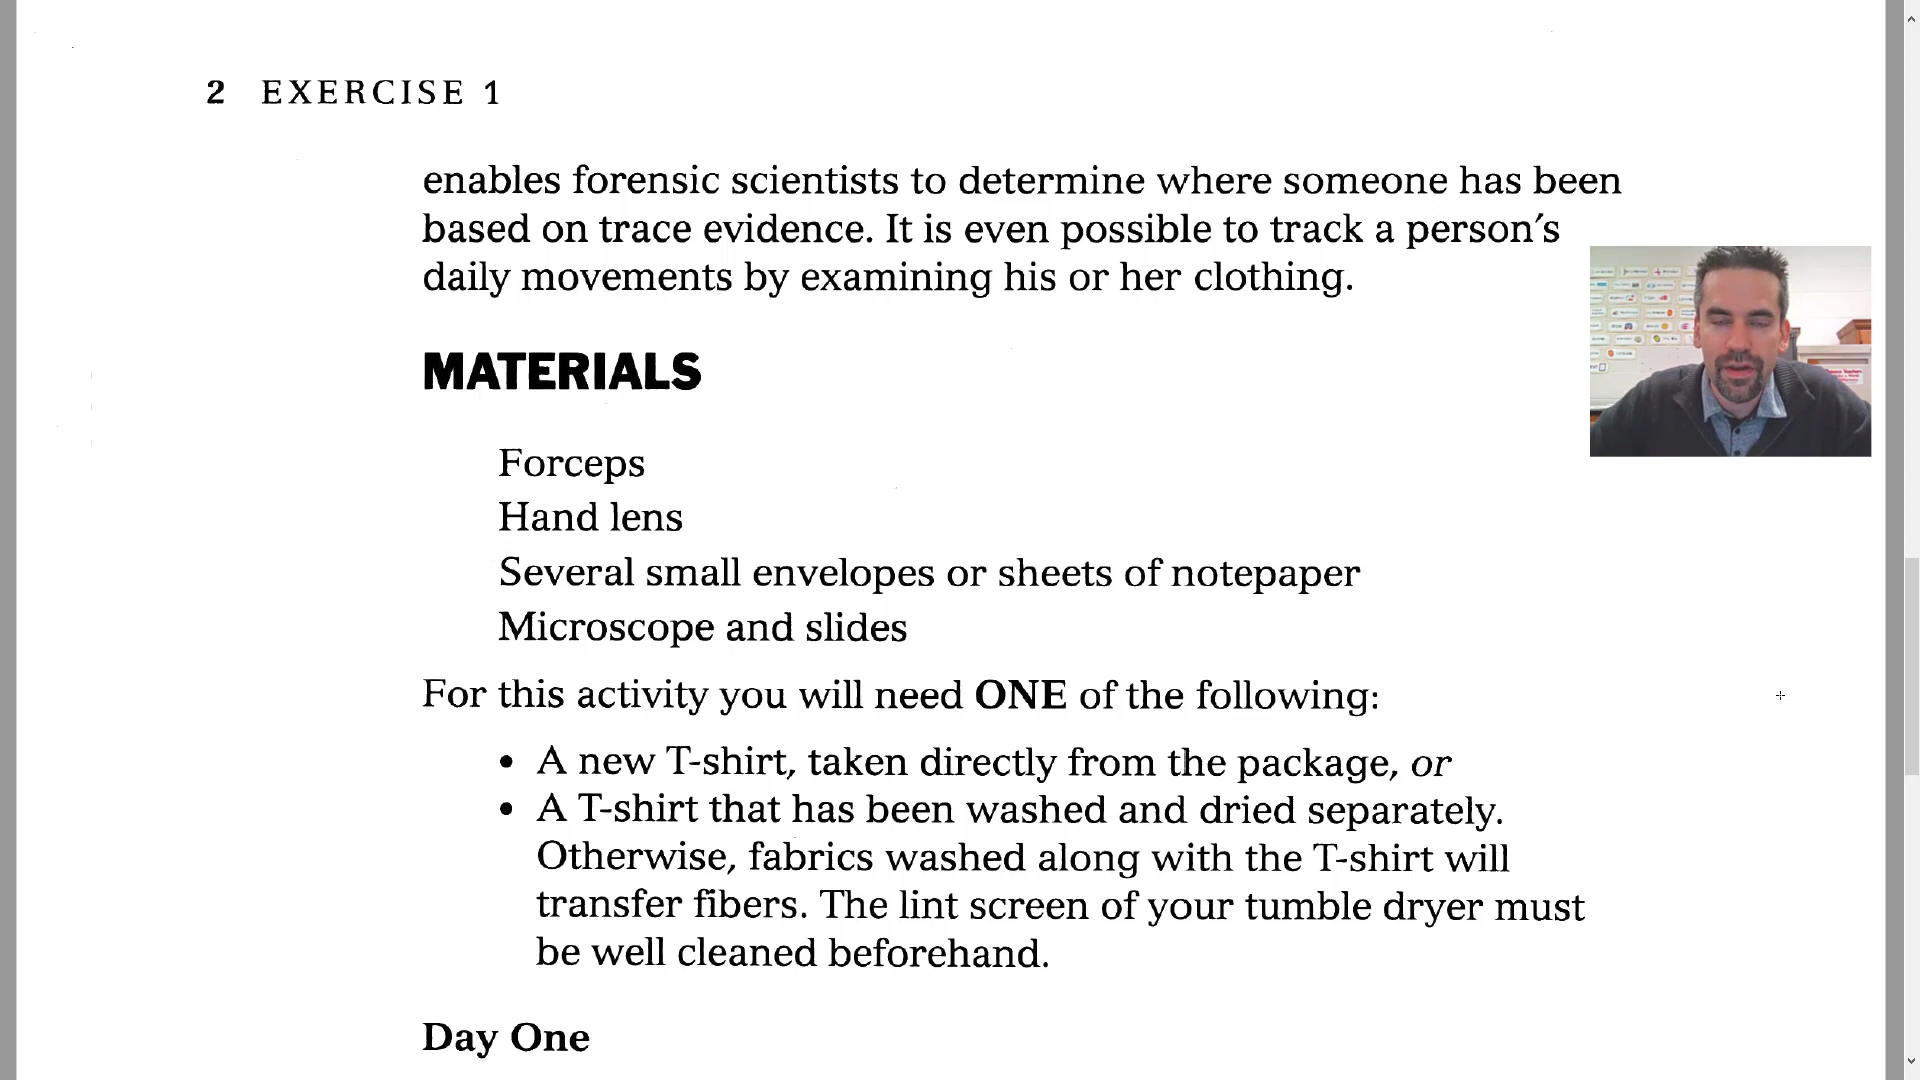 2 EXERCISE 1
enables forensic scientists to determine where someone has been
based on trace evidence. It is even possible to track a person's
daily movements by examining his or her clothing.
MATERIALS
Forceps
Hand lens
Several small envelopes or sheets of notepaper
Microscope and slides
For this activity you will need ONE of the following:
• A new T-shirt, taken directly from the package, or
• A T-shirt that has been washed and dried separately.
Otherwise, fabrics washed along with the T-shirt will
transfer fibers. The lint screen of your tumble dryer must
be well cleaned beforehand.
Day One